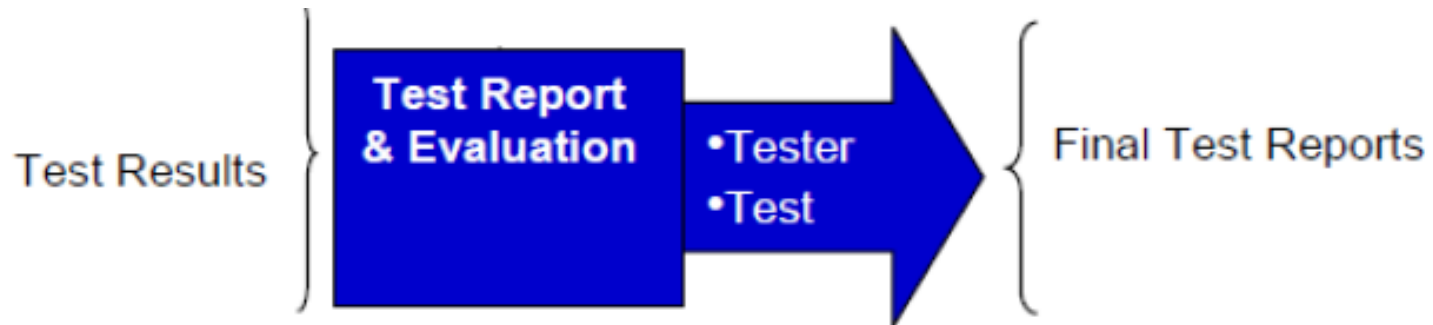 Test Results
Test Report
& Evaluation
•Tester
•Test
Final Test Reports